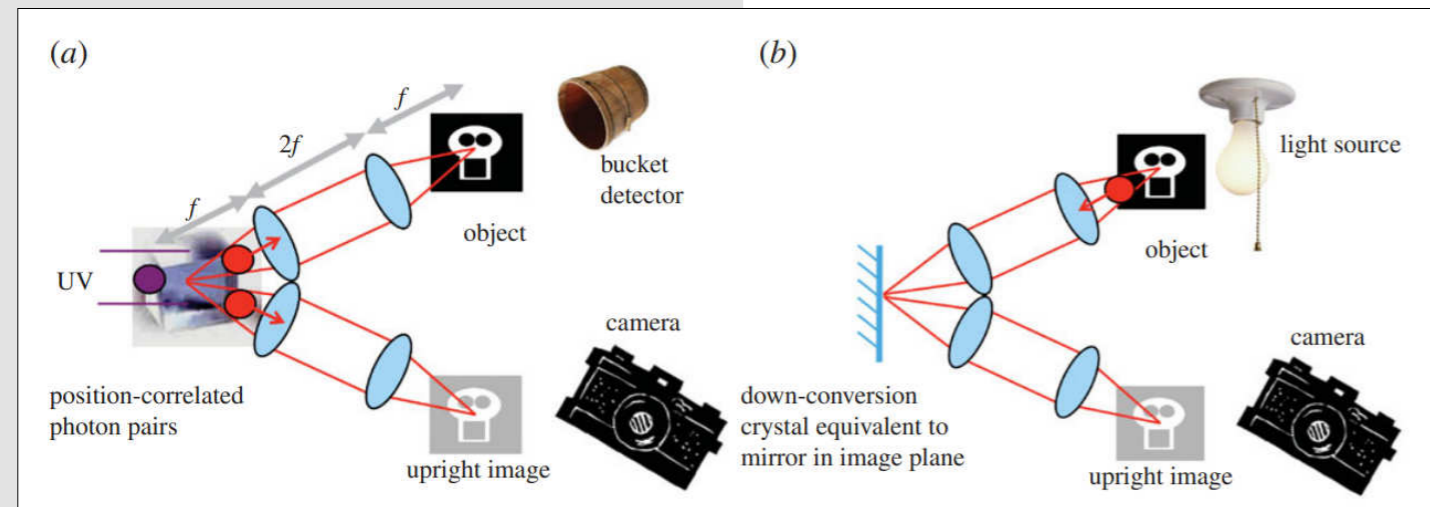 (a)
f
2f
f
bucket
detector
object
UV
camera
position-correlated
photon pairs
upright image
(b)
light source
object
camera
down-conversion
crystal equivalent to
mirror in image plane
upright image